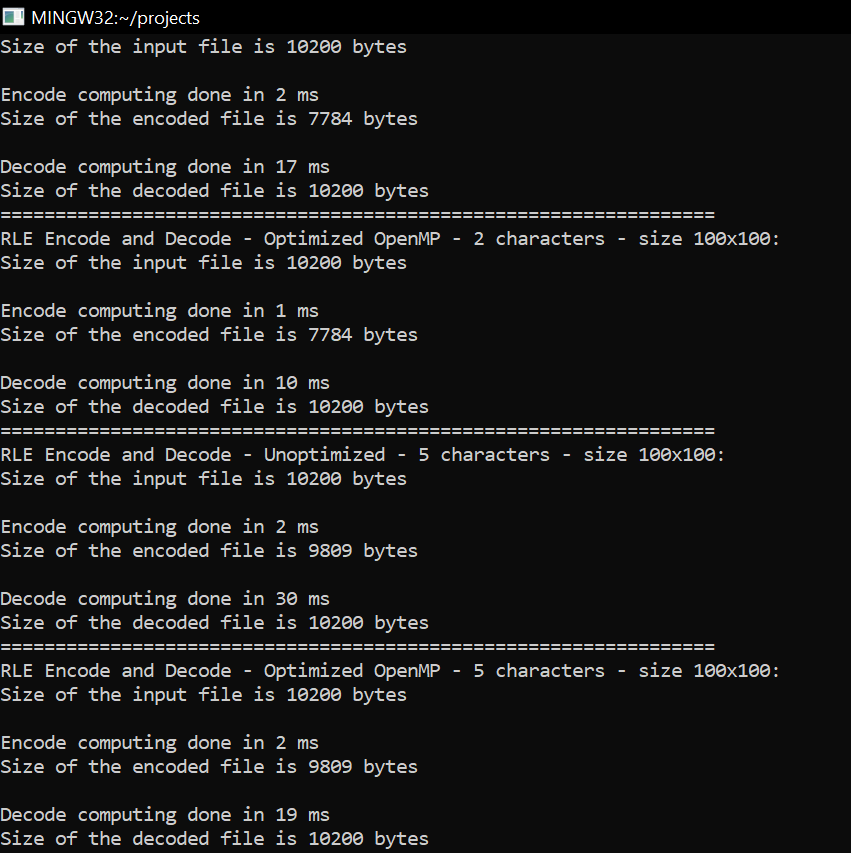 MINGW32:~/projects
Size of the input file is 10200 bytes
Encode computing done in 2 ms
Size of the encoded file is 7784 bytes
Decode computing done in 17 ms
Size of the decoded file is 10200 bytes
=================================================================
RLE Encode and Decode - Optimized OpenMP - 2 characters - size 100x100:
Size of the input file is 10200 bytes
Encode computing done in 1 ms
Size of the encoded file is 7784 bytes
Decode computing done in 10 ms
Size of the decoded file is 10200 bytes
=================================================================
RLE Encode and Decode - Unoptimized - 5 characters - size 100x100:
Size of the input file is 10200 bytes
Encode computing done in 2 ms
Size of the encoded file is 9809 bytes
Decode computing done in 30 ms
Size of the decoded file is 10200 bytes
=================================================================
RLE Encode and Decode - Optimized OpenMP - 5 characters - size 100x100:
Size of the input file is 10200 bytes
Encode computing done in 2 ms
Size of the encoded file is 9809 bytes
Decode computing done in 19 ms
Size of the decoded file is 10200 bytes